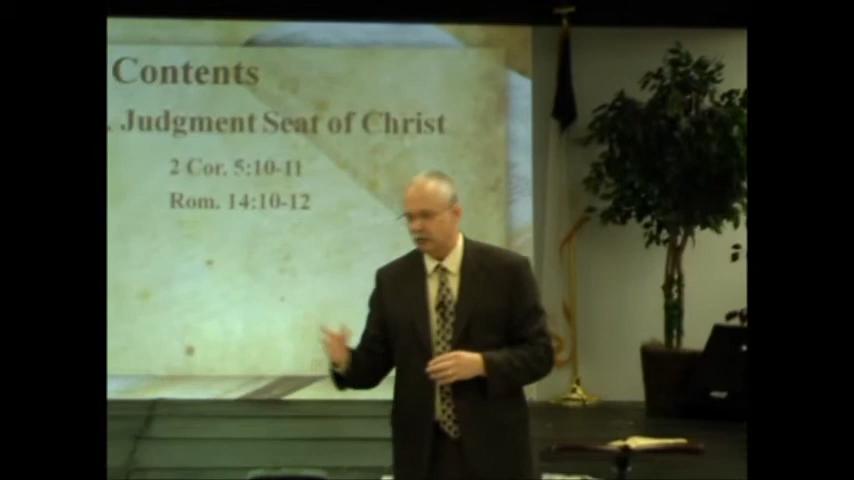 Contents
. Judgment Seat of Christ
2 Cor. 5:10-11
Rom. 14:10-12